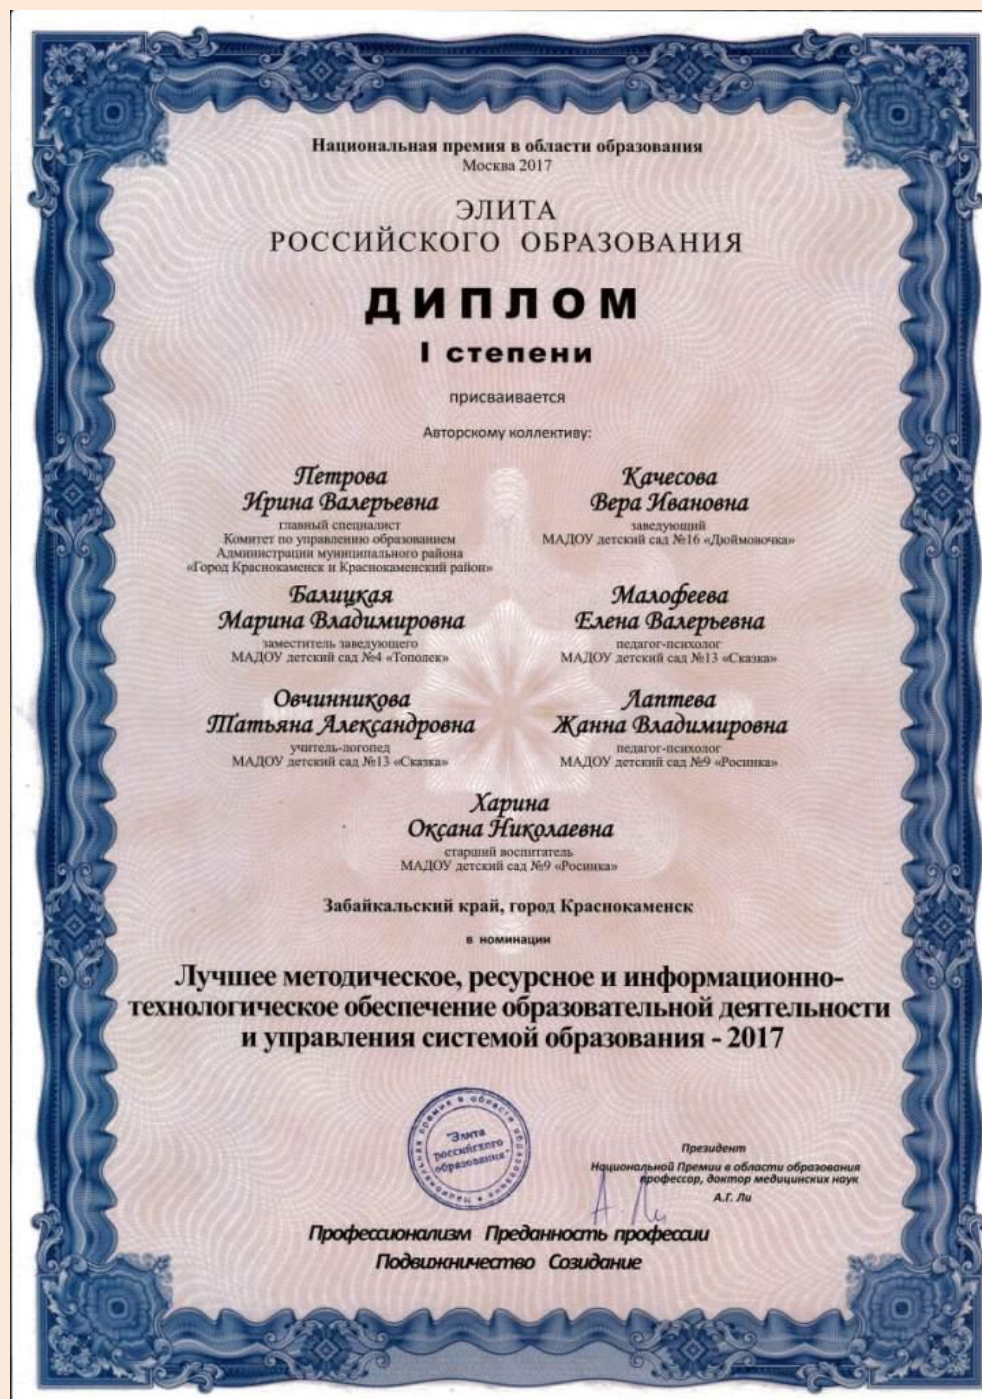 Национальная премия в области образования
Москва 2017
ЭЛИТА
РОССИЙСКОГО ОБРАЗОВАНИЯ
ДИПЛОМ
I степени
присваивается
Авторскому коллективу:
Петрова
Ирина Валерьевна
главный специалист
Комитет по управлению образованием
Администрации муниципального района
«Город Краснокаменск и Краснокаменский район»
Качесова
Вера Ивановна
заведующий
МАДОУ детский сад №16 «Дюймовочка»
Балицкая
Марина Владимировна
заместитель заведующего
МАДОУ детский сад №4 «Тополек»
Малофеева
Елена Валерьевна
педагог-психолог
МАДОУ детский сад №13 «Сказка»
Овчинникова
Татьяна Александровна
учитель-логопед
МАДОУ детский сад №13 «Сказка»
Лаптева
Жанна Владимировна
педагог-психолог
МАДОУ детский сад №9 «Росинка»
Харина
Оксана Николаевна
старший воспитатель
МАДОУ детский сад №9 «Росинка»
Забайкальский край, город Краснокаменск
в номинации
Лучшее методическое, ресурсное и информационно-
технологическое обеспечение образовательной деятельности
и управления системой образования - 2017
Национальная премия в области образования
"Элита
российского
образования"
Президент
Национальной Премии в области образования
профессор, доктор медицинских наук
А.Г. Ли
А. Ли
Профессионализм Преданность профессии
Подвижничество Созидание